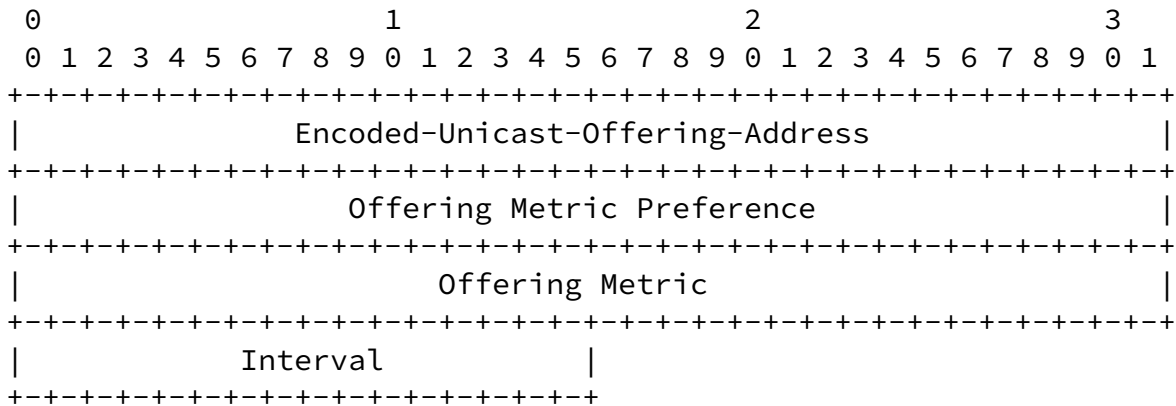 0                   1                   2                   3
 0 1 2 3 4 5 6 7 8 9 0 1 2 3 4 5 6 7 8 9 0 1 2 3 4 5 6 7 8 9 0 1
+-+-+-+-+-+-+-+-+-+-+-+-+-+-+-+-+-+-+-+-+-+-+-+-+-+-+-+-+-+-+-+-+
|               Encoded-Unicast-Offering-Address                |
+-+-+-+-+-+-+-+-+-+-+-+-+-+-+-+-+-+-+-+-+-+-+-+-+-+-+-+-+-+-+-+-+
|                  Offering Metric Preference                   |
+-+-+-+-+-+-+-+-+-+-+-+-+-+-+-+-+-+-+-+-+-+-+-+-+-+-+-+-+-+-+-+-+
|                       Offering Metric                         |
+-+-+-+-+-+-+-+-+-+-+-+-+-+-+-+-+-+-+-+-+-+-+-+-+-+-+-+-+-+-+-+-+
|            Interval           |
+-+-+-+-+-+-+-+-+-+-+-+-+-+-+-+-+